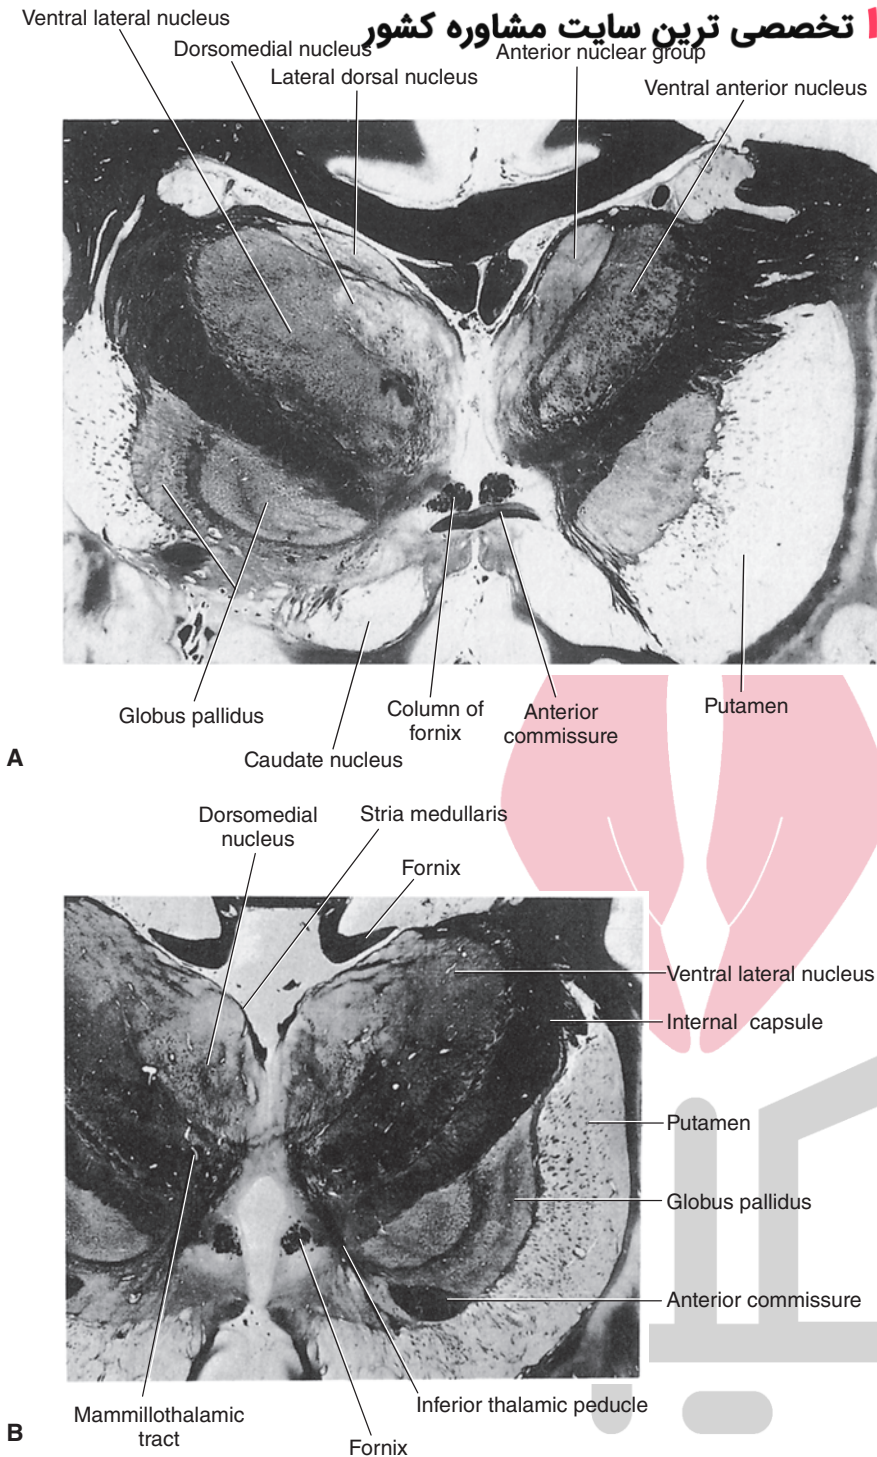 تخصصی ترین سایت مشاوره کشور
Ventral lateral nucleus
Dorsomedial nucleus
Anterior nuclear group
Lateral dorsal nucleus
Ventral anterior nucleus
Globus pallidus
Column of
fornix
Anterior
commissure
Putamen
Caudate nucleus
A
Dorsomedial
nucleus
Stria medullaris
Fornix
Ventral lateral nucleus
Internal capsule
Putamen
Globus pallidus
Anterior commissure
Inferior thalamic peducle
Mammillothalamic
tract
Fornix
B